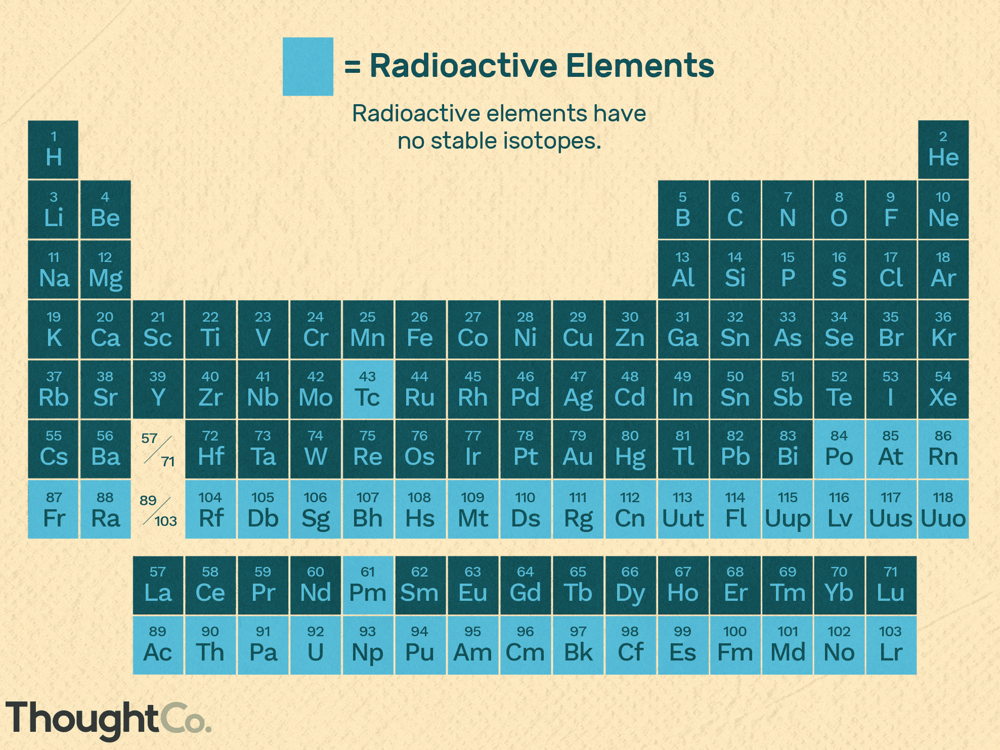 = Radioactive Elements
Radioactive elements have
no stable isotopes.
1 2
H He
3 4 5 6 7 8 9 10
Li Be B C N O F Ne
11 12 13 14 15 16 17 18
Na Mg Al Si P S Cl Ar
19 20 21 22 23 24 25 26 27 28 29 30 31 32 33 34 35 36
K Ca Sc Ti V Cr Mn Fe Co Ni Cu Zn Ga Sn As Se Br Kr
37 38 39 40 41 42 43 44 45 46 47 48 49 50 51 52 53 54
Rb Sr Y Zr Nb Mo Tc Ru Rh Pd Ag Cd In Sn Sb Te I Xe
55 56 57/71 72 73 74 75 76 77 78 79 80 81 82 83 84 85 86
Cs Ba Hf Ta W Re Os Ir Pt Au Hg Tl Pb Bi Po At Rn
87 88 89/103 104 105 106 107 108 109 110 111 112 113 114 115 116 117 118
Fr Ra Rf Db Sg Bh Hs Mt Ds Rg Cn Uut Fl Uup Lv Uus Uuo
57 58 59 60 61 62 63 64 65 66 67 68 69 70 71
La Ce Pr Nd Pm Sm Eu Gd Tb Dy Ho Er Tm Yb Lu
89 90 91 92 93 94 95 96 97 98 99 100 101 102 103
Ac Th Pa U Np Pu Am Cm Bk Cf Es Fm Md No Lr
ThoughtCo.